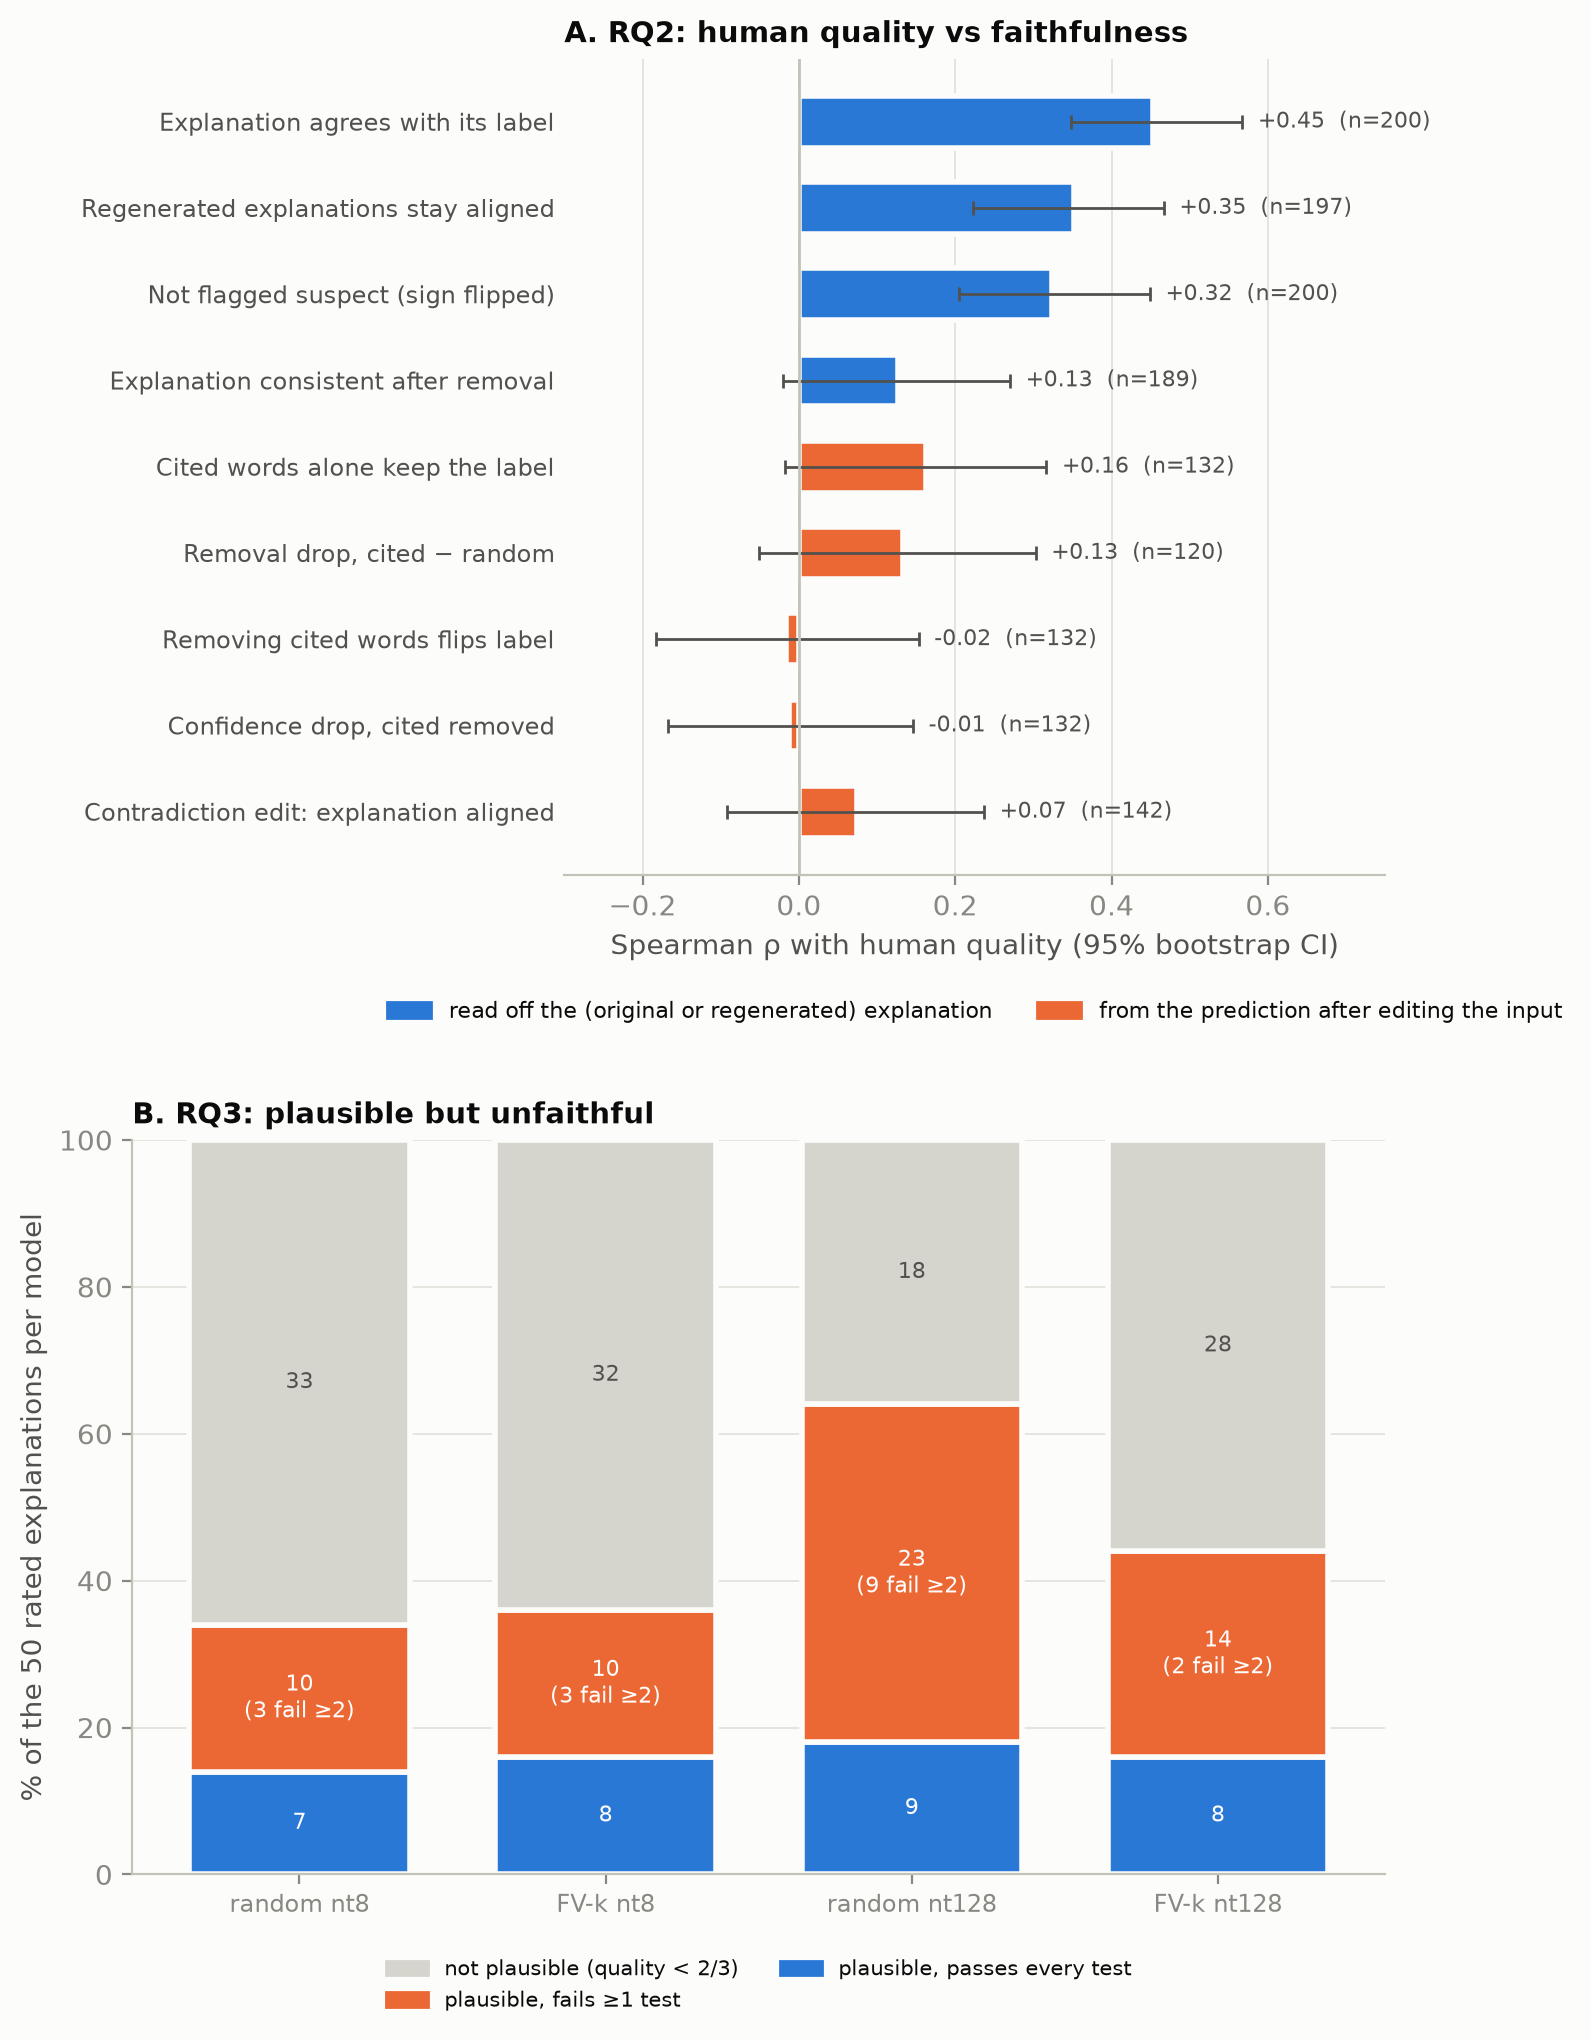 A. RQ2: human quality vs faithfulness
Explanation agrees with its label
+0.45 (n=200)
Regenerated explanations stay aligned
+0.35 (n=197)
Not flagged suspect (sign flipped)
+0.32 (n=200)
Explanation consistent after removal
+0.13 (n=189)
Cited words alone keep the label
+0.16 (n=132)
Removal drop, cited − random
+0.13 (n=120)
Removing cited words flips label
-0.02 (n=132)
Confidence drop, cited removed
-0.01 (n=132)
Contradiction edit: explanation aligned
+0.07 (n=142)
−0.2 0.0 0.2 0.4 0.6
Spearman ρ with human quality (95% bootstrap CI)
read off the (original or regenerated) explanation
from the prediction after editing the input
B. RQ3: plausible but unfaithful
% of the 50 rated explanations per model
100
80
60
40
20
0
33
10
(3 fail ≥2)
7
32
10
(3 fail ≥2)
8
18
23
(9 fail ≥2)
9
28
14
(2 fail ≥2)
8
random nt8
FV-k nt8
random nt128
FV-k nt128
not plausible (quality < 2/3)
plausible, passes every test
plausible, fails ≥1 test